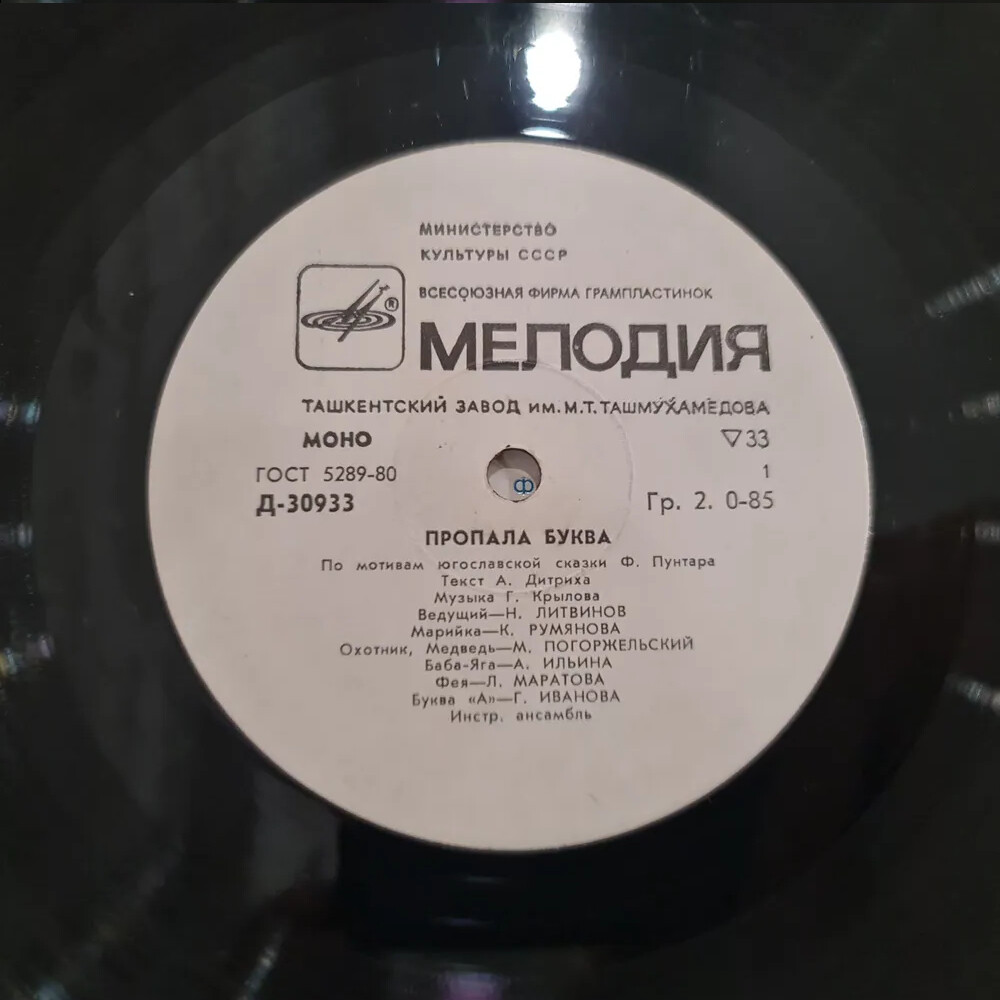 МИНИСТЕРСТВО
КУЛЬТУРЫ СССР
ВСЕСОЮЗНАЯ ФИРМА ГРАМПЛАСТИНОК
®
МЕЛОДИЯ
ТАШКЕНТСКИЙ ЗАВОД ИМ. М.Т. ТАШМУХАМЕДОВА
МОНО ▽33
ГОСТ 5289-80 1
Д-30933 Гр. 2. 0-85
ф
ПРОПАЛА БУКВА
По мотивам югославской сказки Ф. Пунтара
Текст А. Дитриха
Музыка Г. Крылова
Ведущий—Н. ЛИТВИНОВ
Марийка—К. РУМЯНОВА
Охотник, Медведь—М. ПОГОРЖЕЛЬСКИЙ
Баба-Яга—А. ИЛЬИНА
Фея—Л. МАРАТОВА
Буква «А»—Г. ИВАНОВА
Инстр. ансамбль